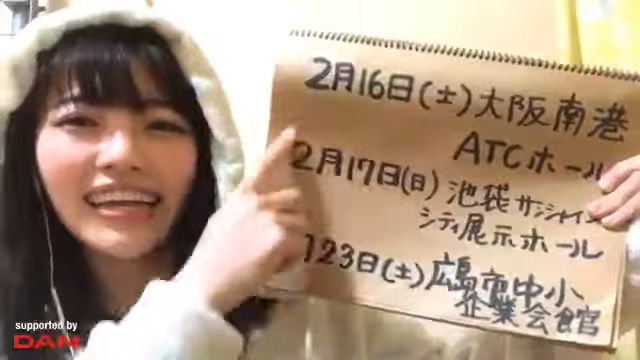 2月16日(土)大阪南港
ATCホール
2月17日(日)池袋サンシャイン
シティ展示ホール
23日(土)広島市中小
企業会館
supported by
DAM